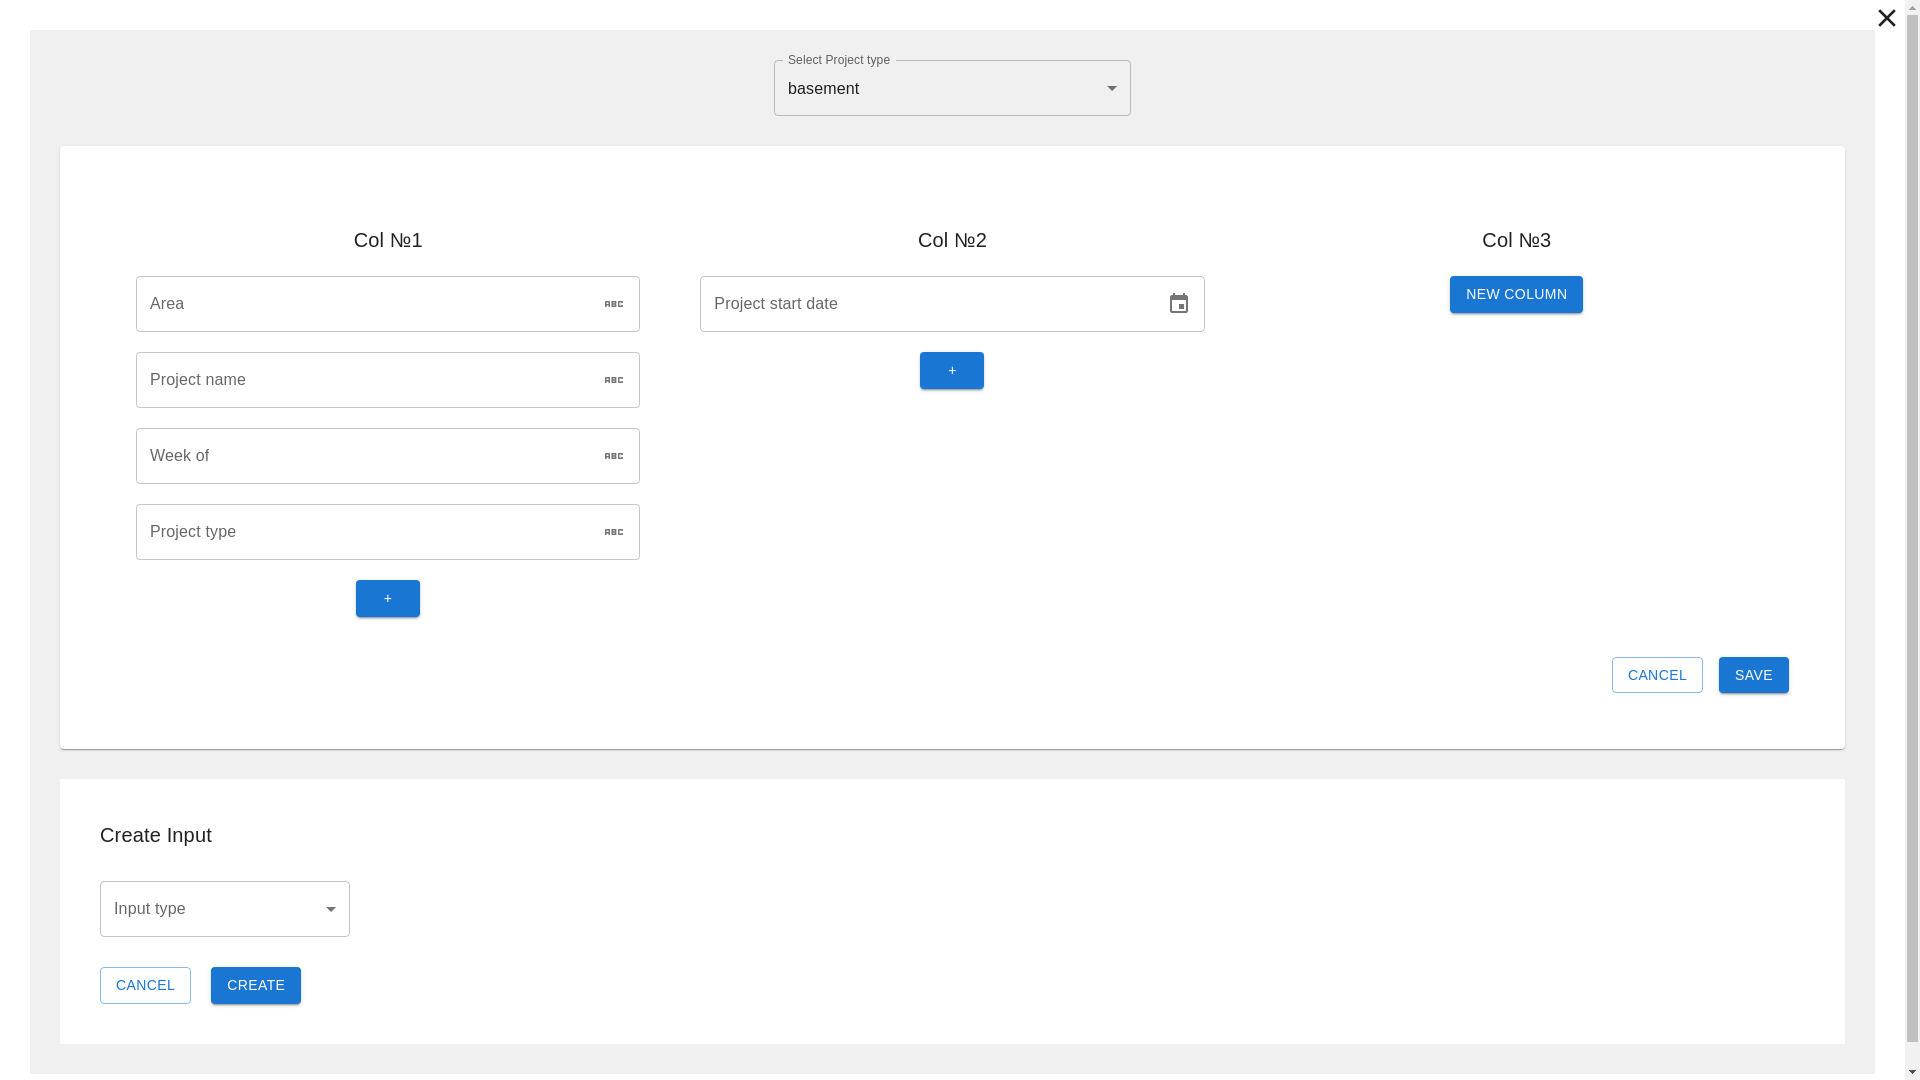 Select Project type
basement
Col №1
Area
ABC
Project name
ABC
Week of
ABC
Project type
ABC
+
Col №2
Project start date
+
Col №3
NEW COLUMN
CANCEL
SAVE
Create Input
Input type
CANCEL
CREATE